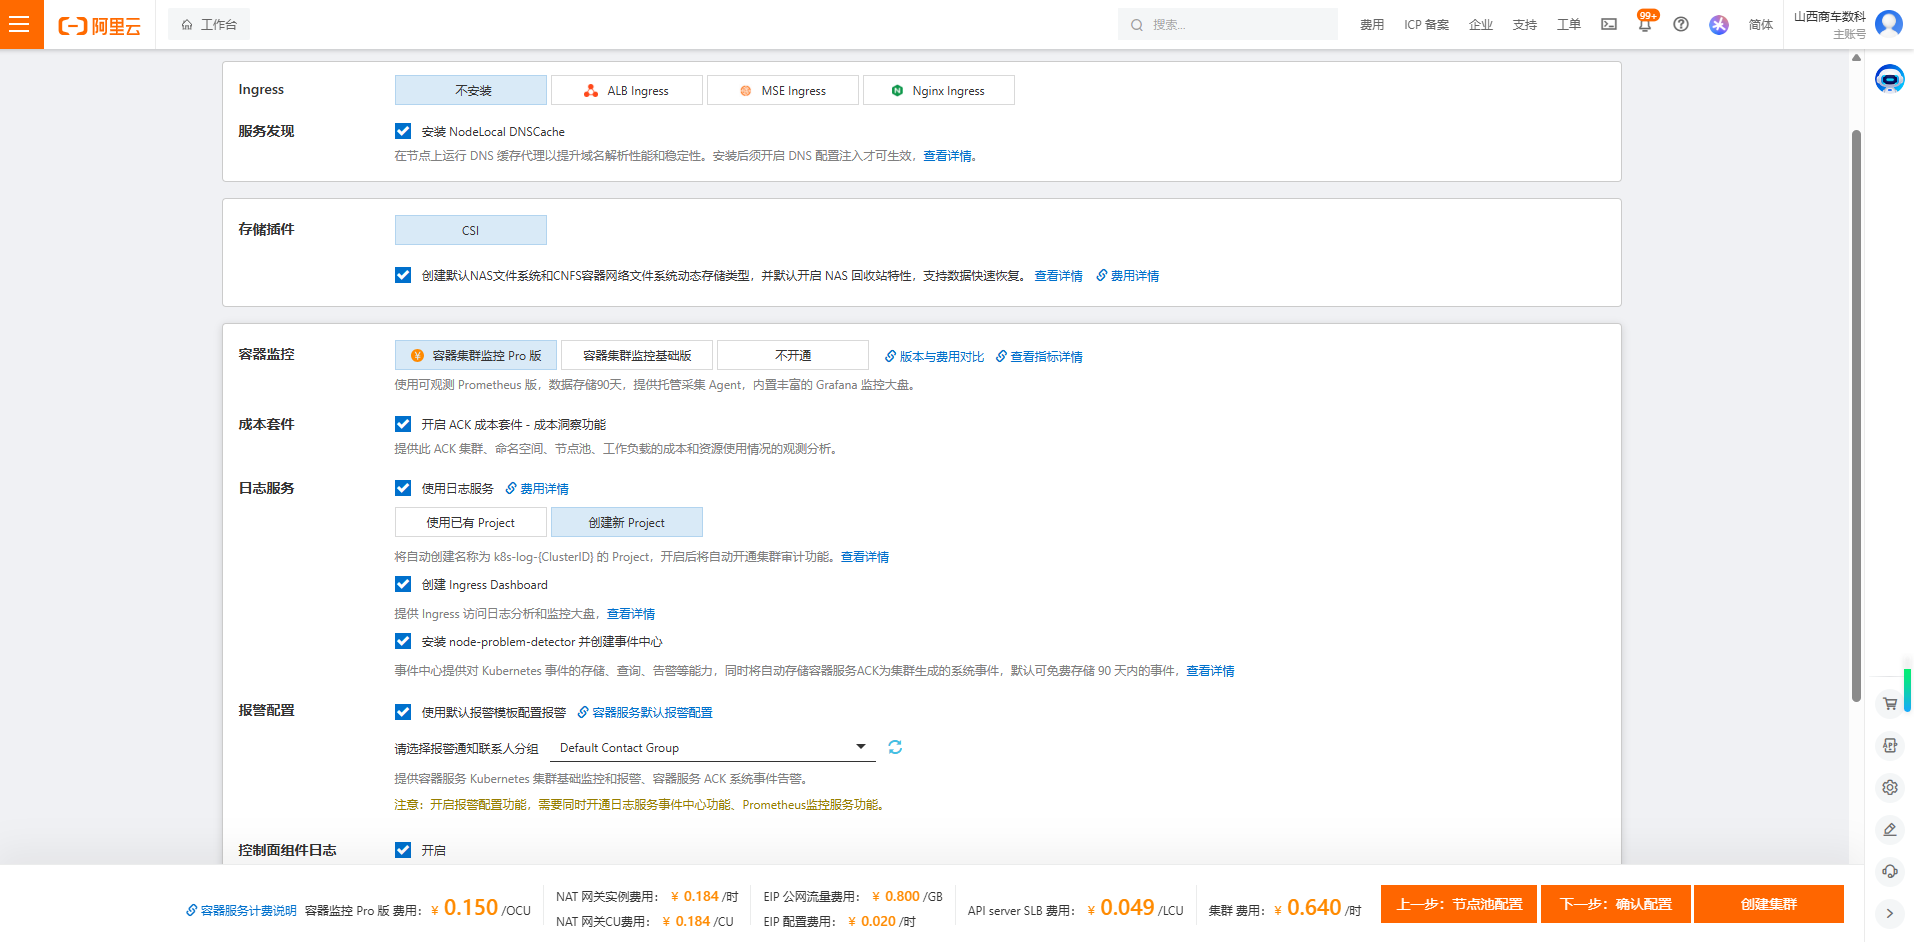 阿里云
工作台
搜索...
费用
ICP 备案
企业
支持
工单
99+
简体
山西商车数科
主账号
Ingress
不安装
ALB Ingress
MSE Ingress
Nginx Ingress
服务发现
安装 NodeLocal DNSCache
在节点上运行 DNS 缓存代理以提升域名解析性能和稳定性。安装后须开启 DNS 配置注入才可生效，查看详情。
存储插件
CSI
创建默认NAS文件系统和CNFS容器网络文件系统动态存储类型，并默认开启 NAS 回收站特性，支持数据快速恢复。 查看详情 费用详情
容器监控
容器集群监控 Pro 版
容器集群监控基础版
不开通
版本与费用对比
查看指标详情
使用可观测 Prometheus 版，数据存储90天，提供托管采集 Agent，内置丰富的 Grafana 监控大盘。
成本套件
开启 ACK 成本套件 - 成本洞察功能
提供此 ACK 集群、命名空间、节点池、工作负载的成本和资源使用情况的观测分析。
日志服务
使用日志服务 费用详情
使用已有 Project
创建新 Project
将自动创建名称为 k8s-log-{ClusterID} 的 Project，开启后将自动开通集群审计功能。查看详情
创建 Ingress Dashboard
提供 Ingress 访问日志分析和监控大盘，查看详情
安装 node-problem-detector 并创建事件中心
事件中心提供对 Kubernetes 事件的存储、查询、告警等能力，同时将自动存储容器服务ACK为集群生成的系统事件，默认可免费存储 90 天内的事件，查看详情
报警配置
使用默认报警模板配置报警 容器服务默认报警配置
请选择报警通知联系人分组 Default Contact Group
提供容器服务 Kubernetes 集群基础监控和报警、容器服务 ACK 系统事件告警。
注意：开启报警配置功能，需要同时开通日志服务事件中心功能、Prometheus监控服务功能。
控制面组件日志
开启
容器服务计费说明
容器监控 Pro 版 费用： ¥ 0.150 /OCU
NAT 网关实例费用： ¥ 0.184 /时
NAT 网关CU费用： ¥ 0.184 /CU
EIP 公网流量费用： ¥ 0.800 /GB
EIP 配置费用： ¥ 0.020 /时
API server SLB 费用： ¥ 0.049 /LCU
集群 费用： ¥ 0.640 /时
上一步：节点池配置
下一步：确认配置
创建集群